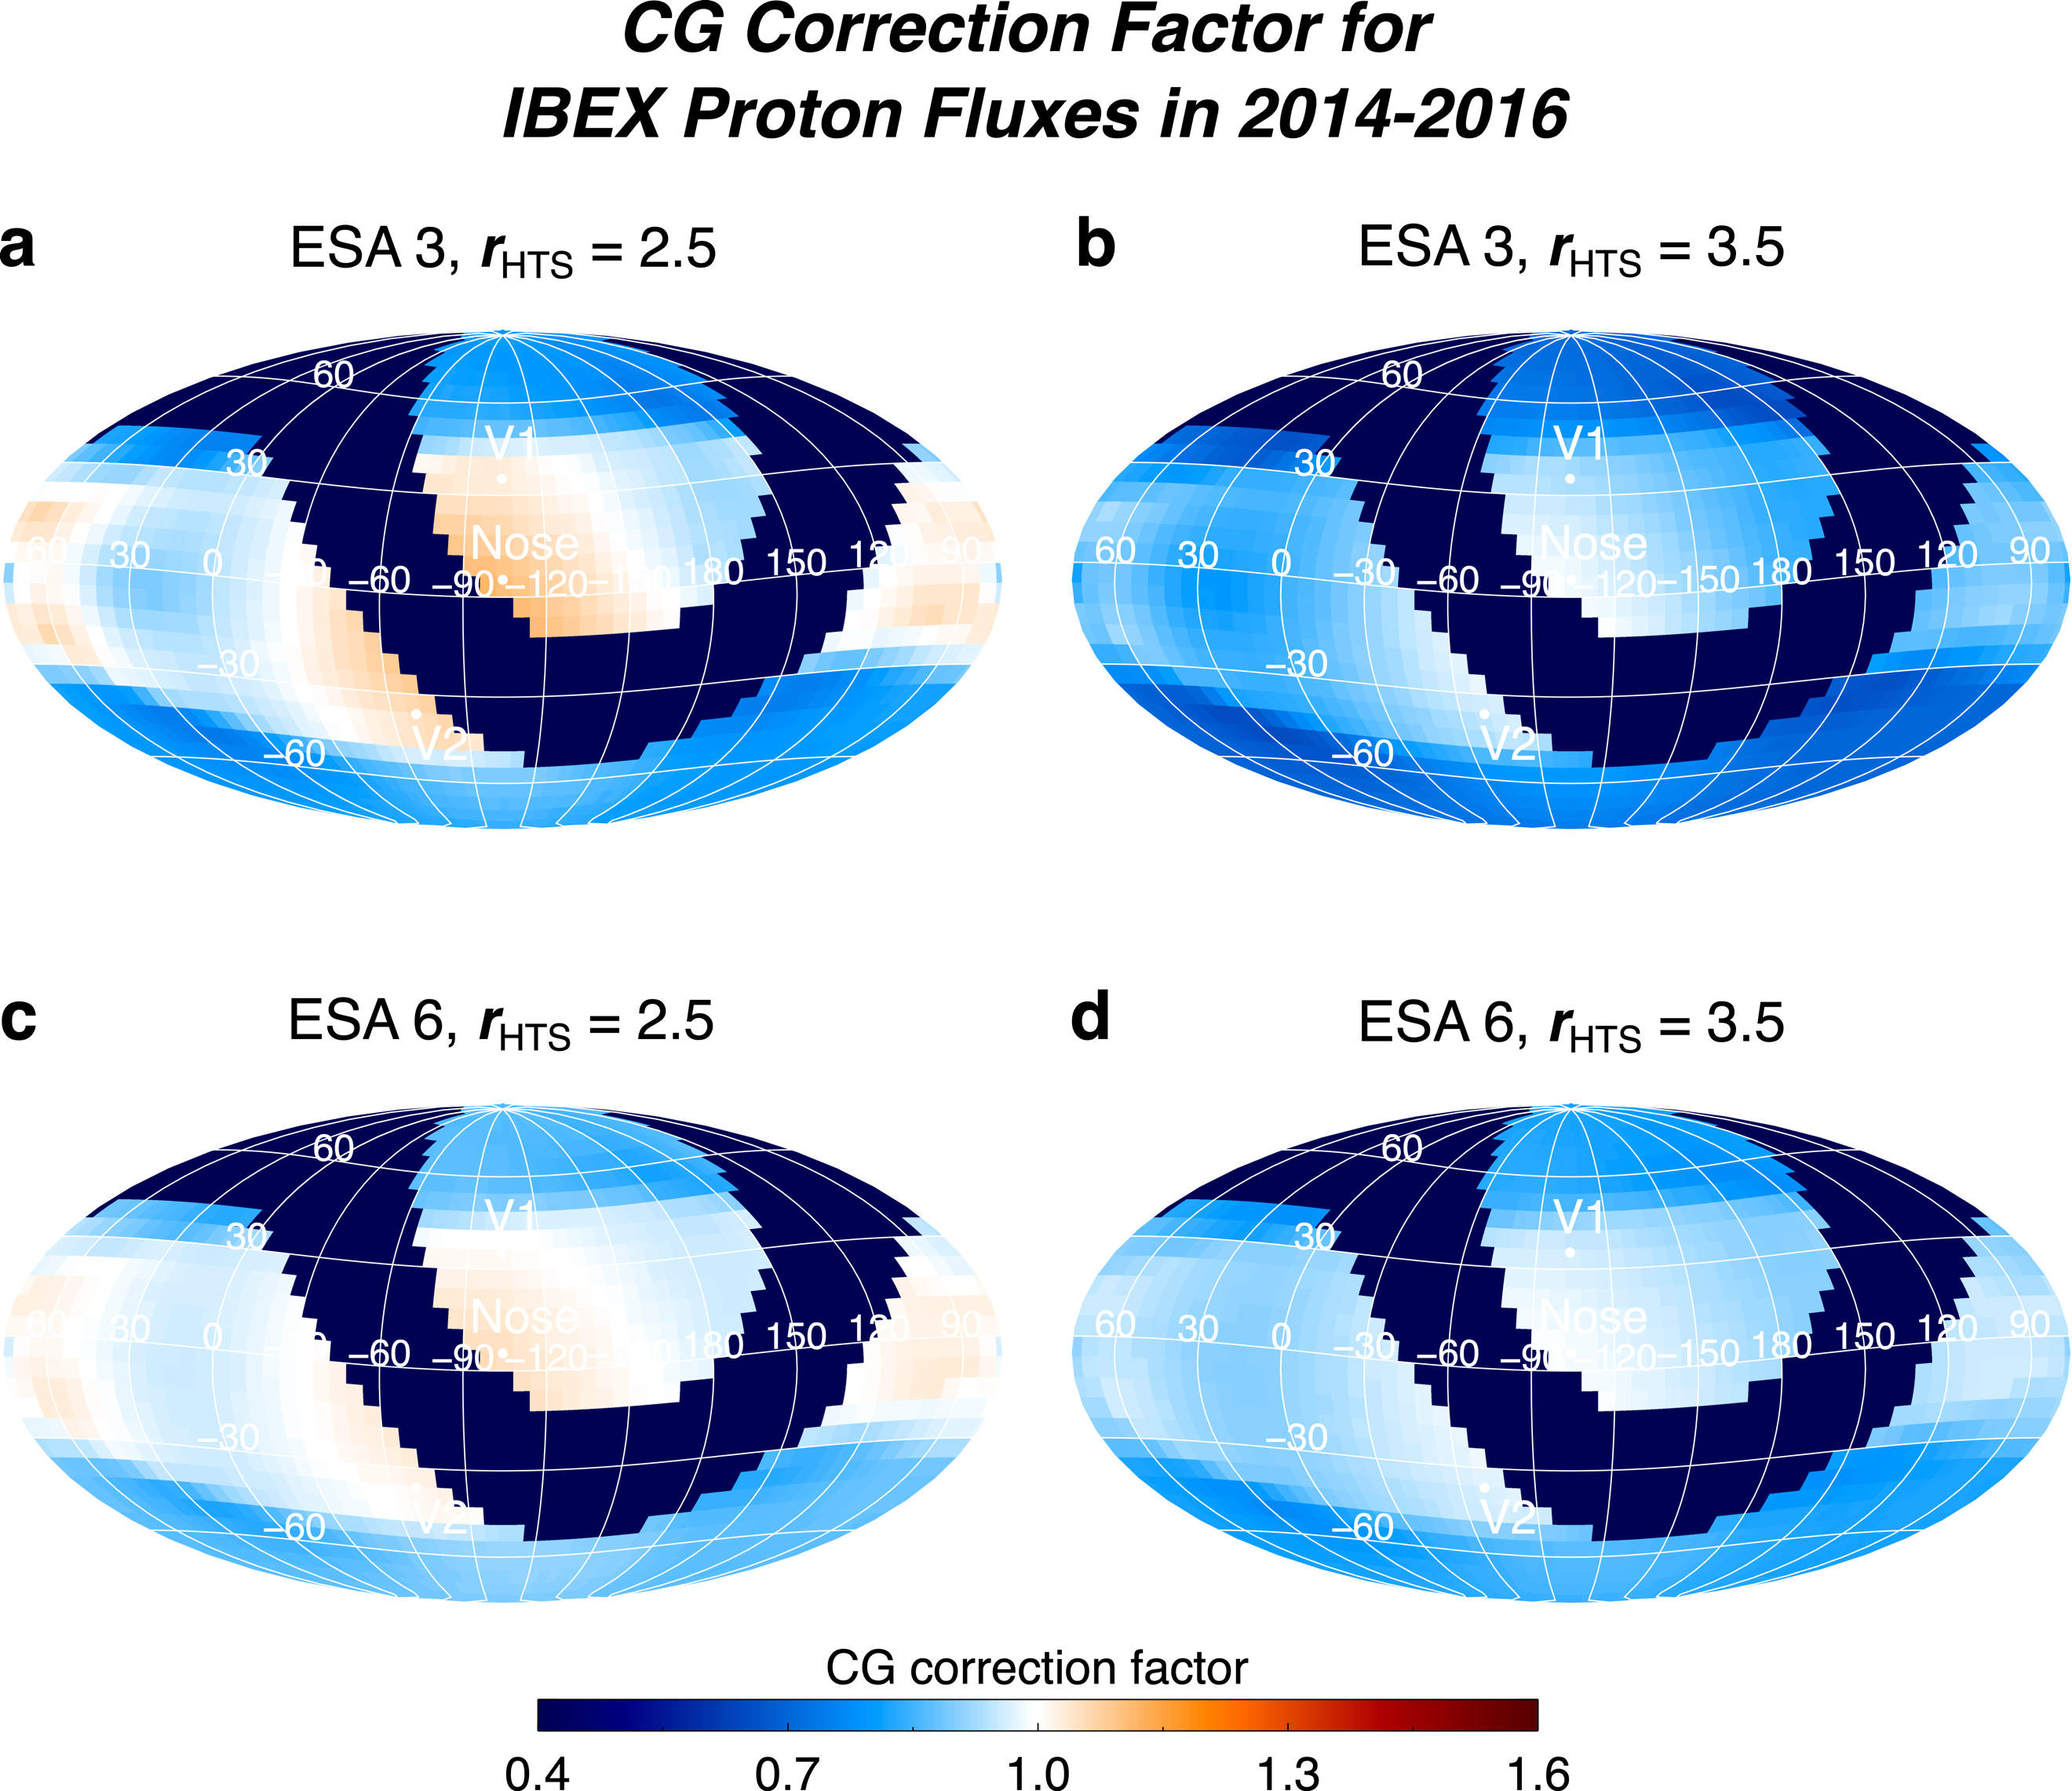 CG Correction Factor for
IBEX Proton Fluxes in 2014-2016
a ESA 3, rHTS = 2.5
b ESA 3, rHTS = 3.5
60
V1
30
Nose
60 30 0 −60 −90 −120 180 150 120 90
−30
V2
−60
60
V1
30
Nose
60 30 0 −30 −60 −90 −120 −150 180 150 120 90
−30
V2
−60
c ESA 6, rHTS = 2.5
d ESA 6, rHTS = 3.5
60
V1
30
Nose
60 30 0 −60 −90 −120 180 150 120 90
−30
V2
−60
60
V1
30
Nose
60 30 0 −30 −60 −90 −120 −150 180 150 120 90
−30
V2
−60
CG correction factor
0.4 0.7 1.0 1.3 1.6